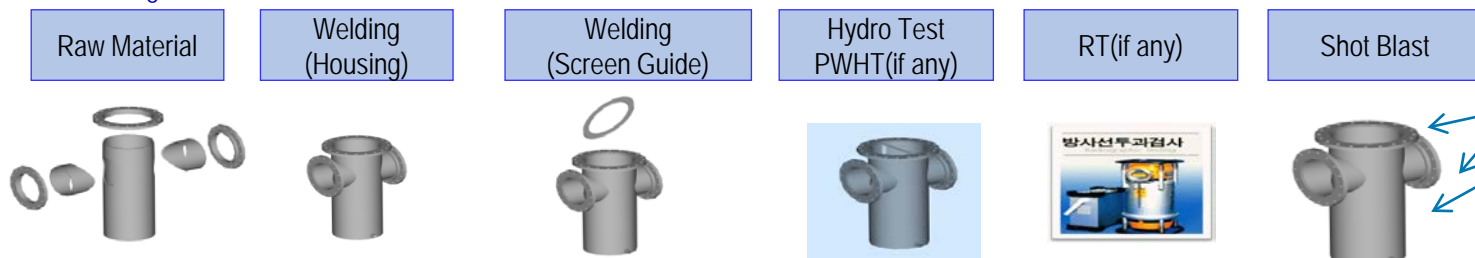 Raw Material
Welding
(Housing)
Welding
(Screen Guide)
Hydro Test
PWHT(if any)
RT(if any)
Shot Blast
방사선투과검사